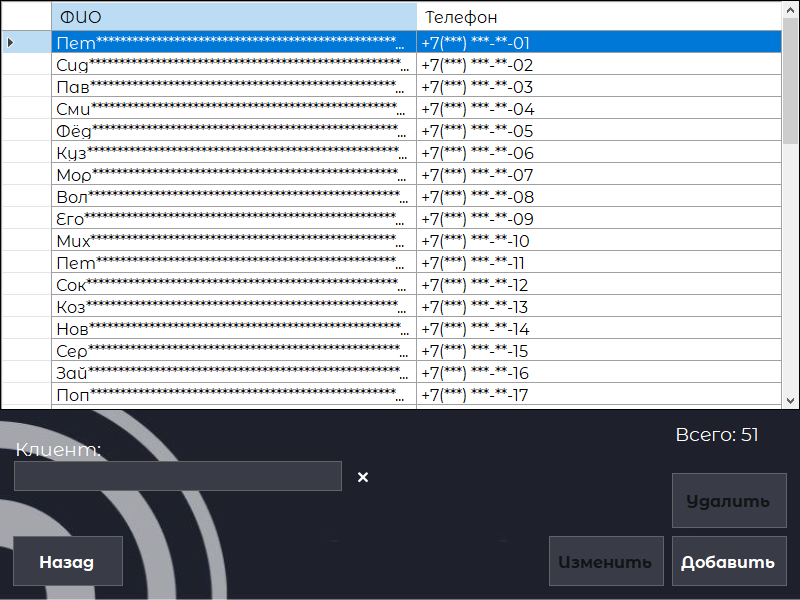 ФИО Телефон
Пет**************************************************... +7(***) ***-**-01
Сид**************************************************... +7(***) ***-**-02
Пав**************************************************... +7(***) ***-**-03
Сми**************************************************... +7(***) ***-**-04
Фёд**************************************************... +7(***) ***-**-05
Куз**************************************************... +7(***) ***-**-06
Мор**************************************************... +7(***) ***-**-07
Вол**************************************************... +7(***) ***-**-08
Его**************************************************... +7(***) ***-**-09
Мих**************************************************... +7(***) ***-**-10
Пет**************************************************... +7(***) ***-**-11
Сок**************************************************... +7(***) ***-**-12
Коз**************************************************... +7(***) ***-**-13
Нов**************************************************... +7(***) ***-**-14
Сер**************************************************... +7(***) ***-**-15
Зай**************************************************... +7(***) ***-**-16
Поп**************************************************... +7(***) ***-**-17
Всего: 51
Клиент:
×
Удалить
Назад Изменить Добавить